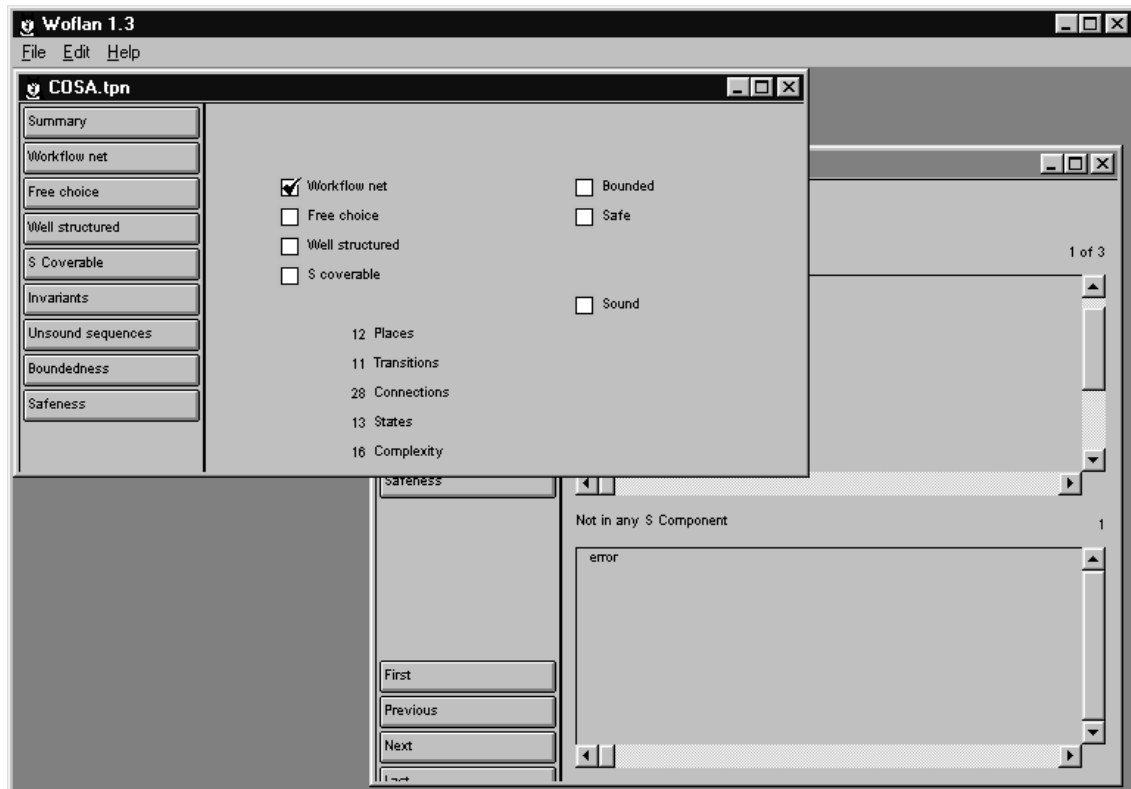 Woflan 1.3
File Edit Help
COSA.tpn
Summary
Workflow net
Free choice
Well structured
S Coverable
Invariants
Unsound sequences
Boundedness
Safeness
Workflow net
Free choice
Well structured
S coverable
Bounded
Safe
Sound
12 Places
11 Transitions
28 Connections
13 States
16 Complexity
1 of 3
Safeness
Not in any S Component 1
error
First
Previous
Next
Last